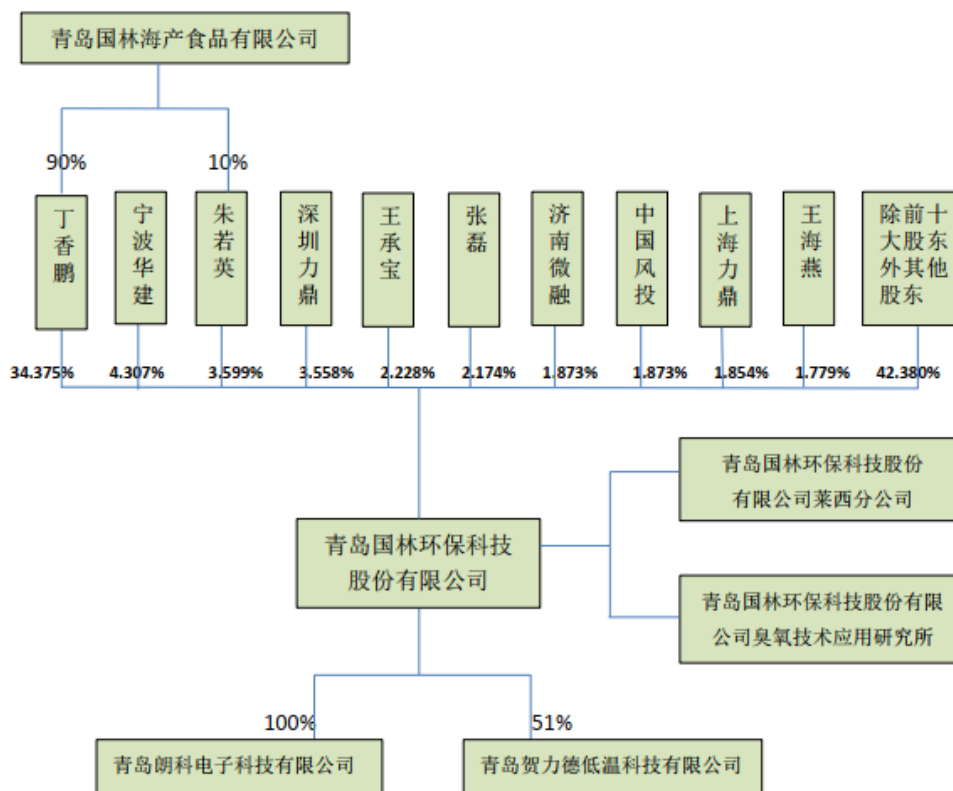 青岛国林海产食品有限公司
90%
10%
丁香鹏
宁波华建
朱若英
深圳力鼎
王承宝
张磊
济南微融
中国风投
上海力鼎
王海燕
除前十
大股东
外其他
股东
34.375%
4.307%
3.599%
3.558%
2.228%
2.174%
1.873%
1.873%
1.854%
1.779%
42.380%
青岛国林环保科技股份
有限公司莱西分公司
青岛国林环保科技
股份有限公司
青岛国林环保科技股份有限
公司臭氧技术应用研究所
100%
51%
青岛朗科电子科技有限公司
青岛贺力德低温科技有限公司